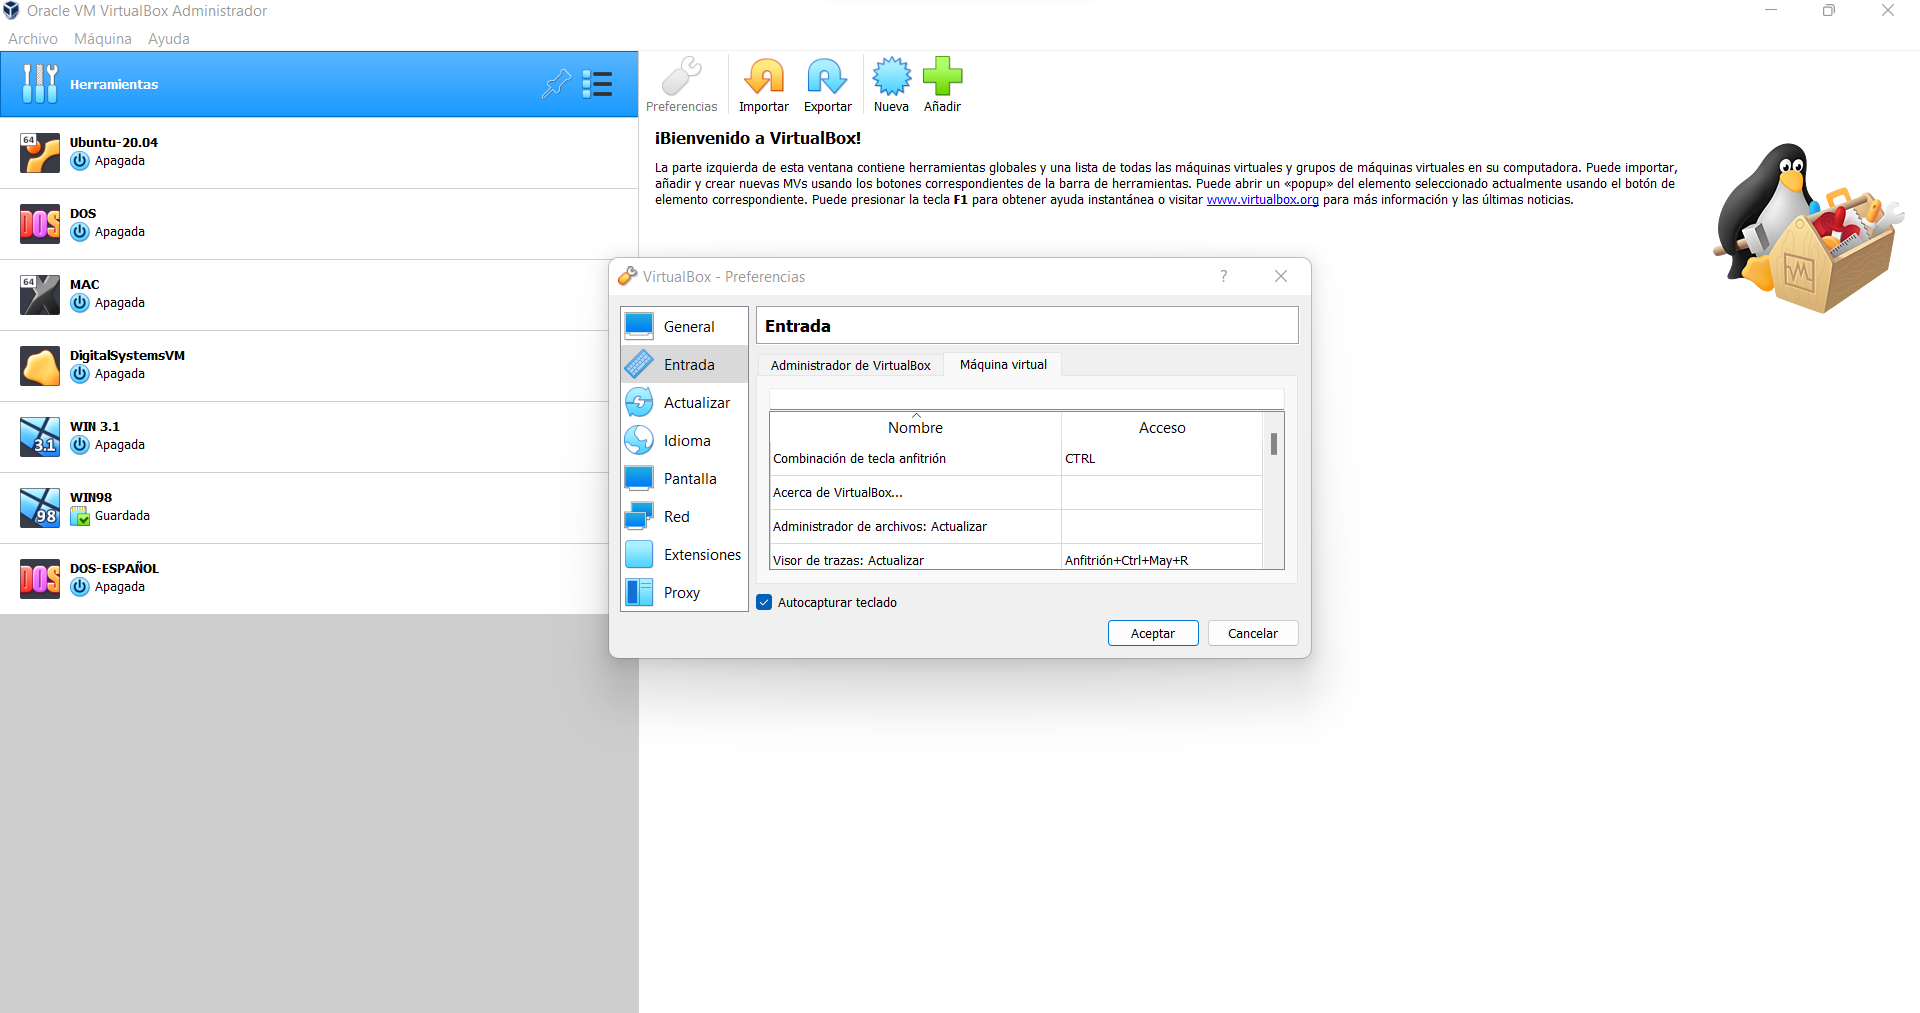 Oracle VM VirtualBox Administrador
Archivo Máquina Ayuda
Herramientas
64
Ubuntu-20.04
Apagada
DOS
DOS
Apagada
64
MAC
Apagada
DigitalSystemsVM
Apagada
3.1
WIN 3.1
Apagada
98
WIN98
Guardada
DOS
DOS-ESPAÑOL
Apagada
Preferencias Importar Exportar Nueva Añadir
¡Bienvenido a VirtualBox!
La parte izquierda de esta ventana contiene herramientas globales y una lista de todas las máquinas virtuales y grupos de máquinas virtuales en su computadora. Puede importar,
añadir y crear nuevas MVs usando los botones correspondientes de la barra de herramientas. Puede abrir un «popup» del elemento seleccionado actualmente usando el botón de
elemento correspondiente. Puede presionar la tecla F1 para obtener ayuda instantánea o visitar www.virtualbox.org para más información y las últimas noticias.
VirtualBox - Preferencias
?
General
Entrada
Actualizar
Idioma
Pantalla
Red
Extensiones
Proxy
Entrada
Administrador de VirtualBox Máquina virtual
Nombre Acceso
Combinación de tecla anfitrión CTRL
Acerca de VirtualBox...
Administrador de archivos: Actualizar
Visor de trazas: Actualizar Anfitrión+Ctrl+May+R
Autocapturar teclado
Aceptar Cancelar